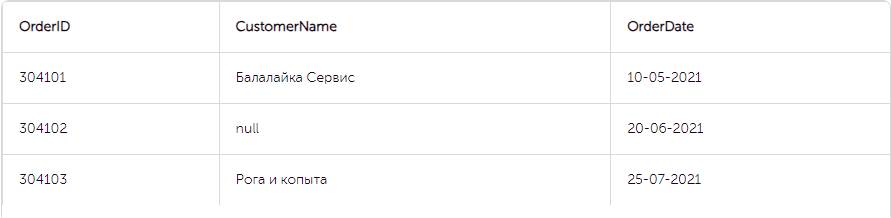 OrderID CustomerName OrderDate
304101 Балалайка Сервис 10-05-2021
304102 null 20-06-2021
304103 Рога и копыта 25-07-2021